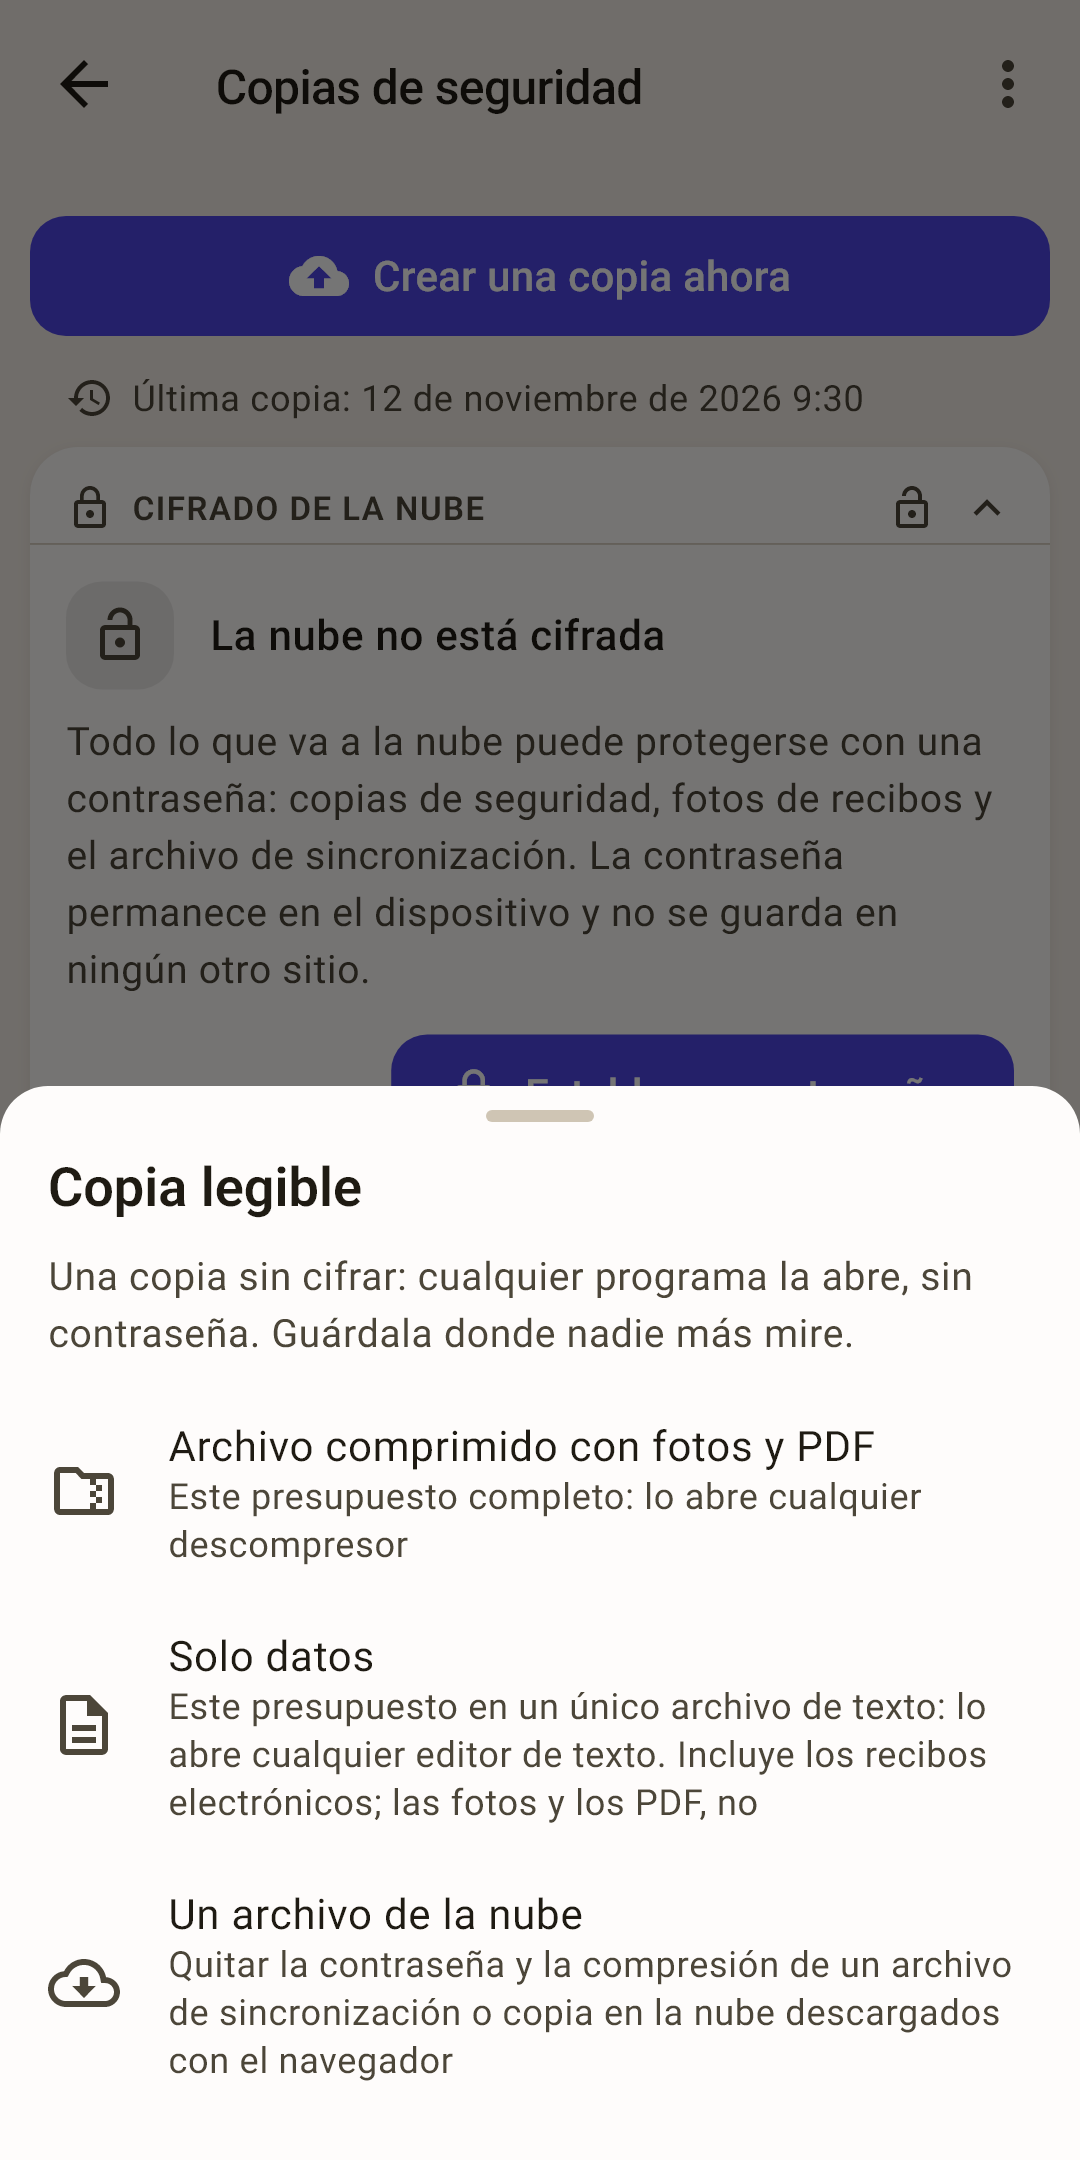 Copias de seguridad
Crear una copia ahora
Última copia: 12 de noviembre de 2026 9:30
CIFRADO DE LA NUBE
La nube no está cifrada
Todo lo que va a la nube puede protegerse con una
contraseña: copias de seguridad, fotos de recibos y
el archivo de sincronización. La contraseña
permanece en el dispositivo y no se guarda en
ningún otro sitio.
Copia legible
Una copia sin cifrar: cualquier programa la abre, sin
contraseña. Guárdala donde nadie más mire.
Archivo comprimido con fotos y PDF
Este presupuesto completo: lo abre cualquier
descompresor
Solo datos
Este presupuesto en un único archivo de texto: lo
abre cualquier editor de texto. Incluye los recibos
electrónicos; las fotos y los PDF, no
Un archivo de la nube
Quitar la contraseña y la compresión de un archivo
de sincronización o copia en la nube descargados
con el navegador